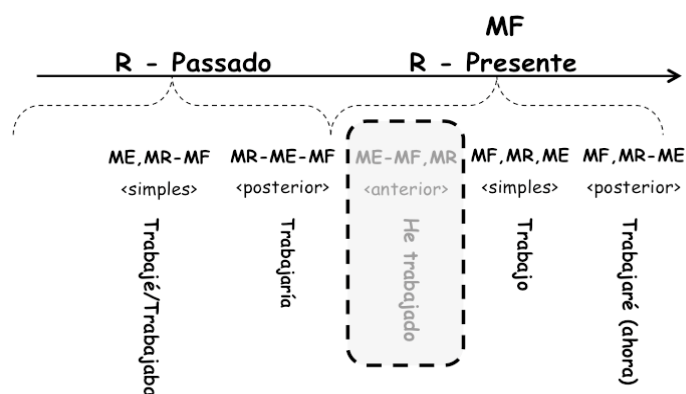 MF
R - Passado R - Presente
ME,MR-MF MR-ME-MF ME-MF,MR MF,MR,ME MF,MR-ME
<simples> <posterior> <anterior> <simples> <posterior>
Trabajé/Trabajaba
Trabajaría
He trabajado
Trabajo
Trabajaré (ahora)